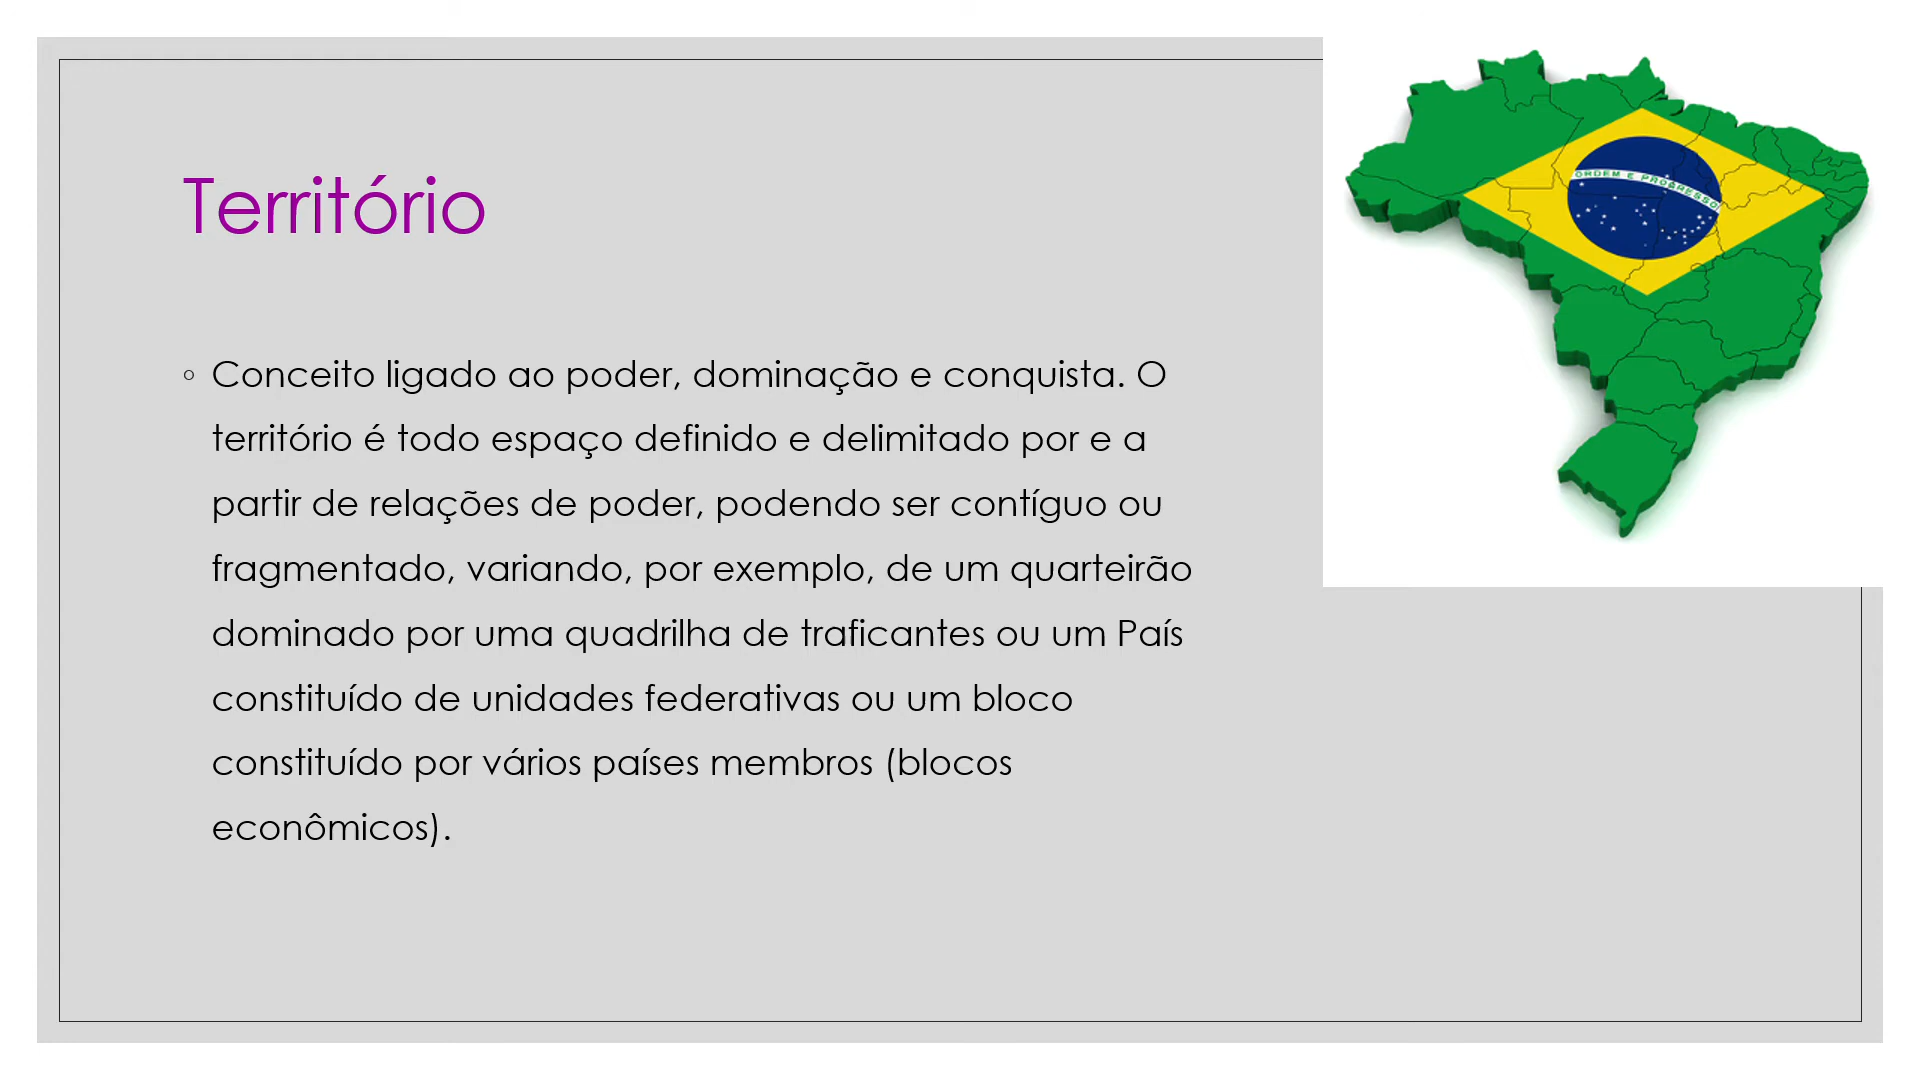 Território
◦ Conceito ligado ao poder, dominação e conquista. O
território é todo espaço definido e delimitado por e a
partir de relações de poder, podendo ser contíguo ou
fragmentado, variando, por exemplo, de um quarteirão
dominado por uma quadrilha de traficantes ou um País
constituído de unidades federativas ou um bloco
constituído por vários países membros (blocos
econômicos).
ORDEM E PROGRESSO